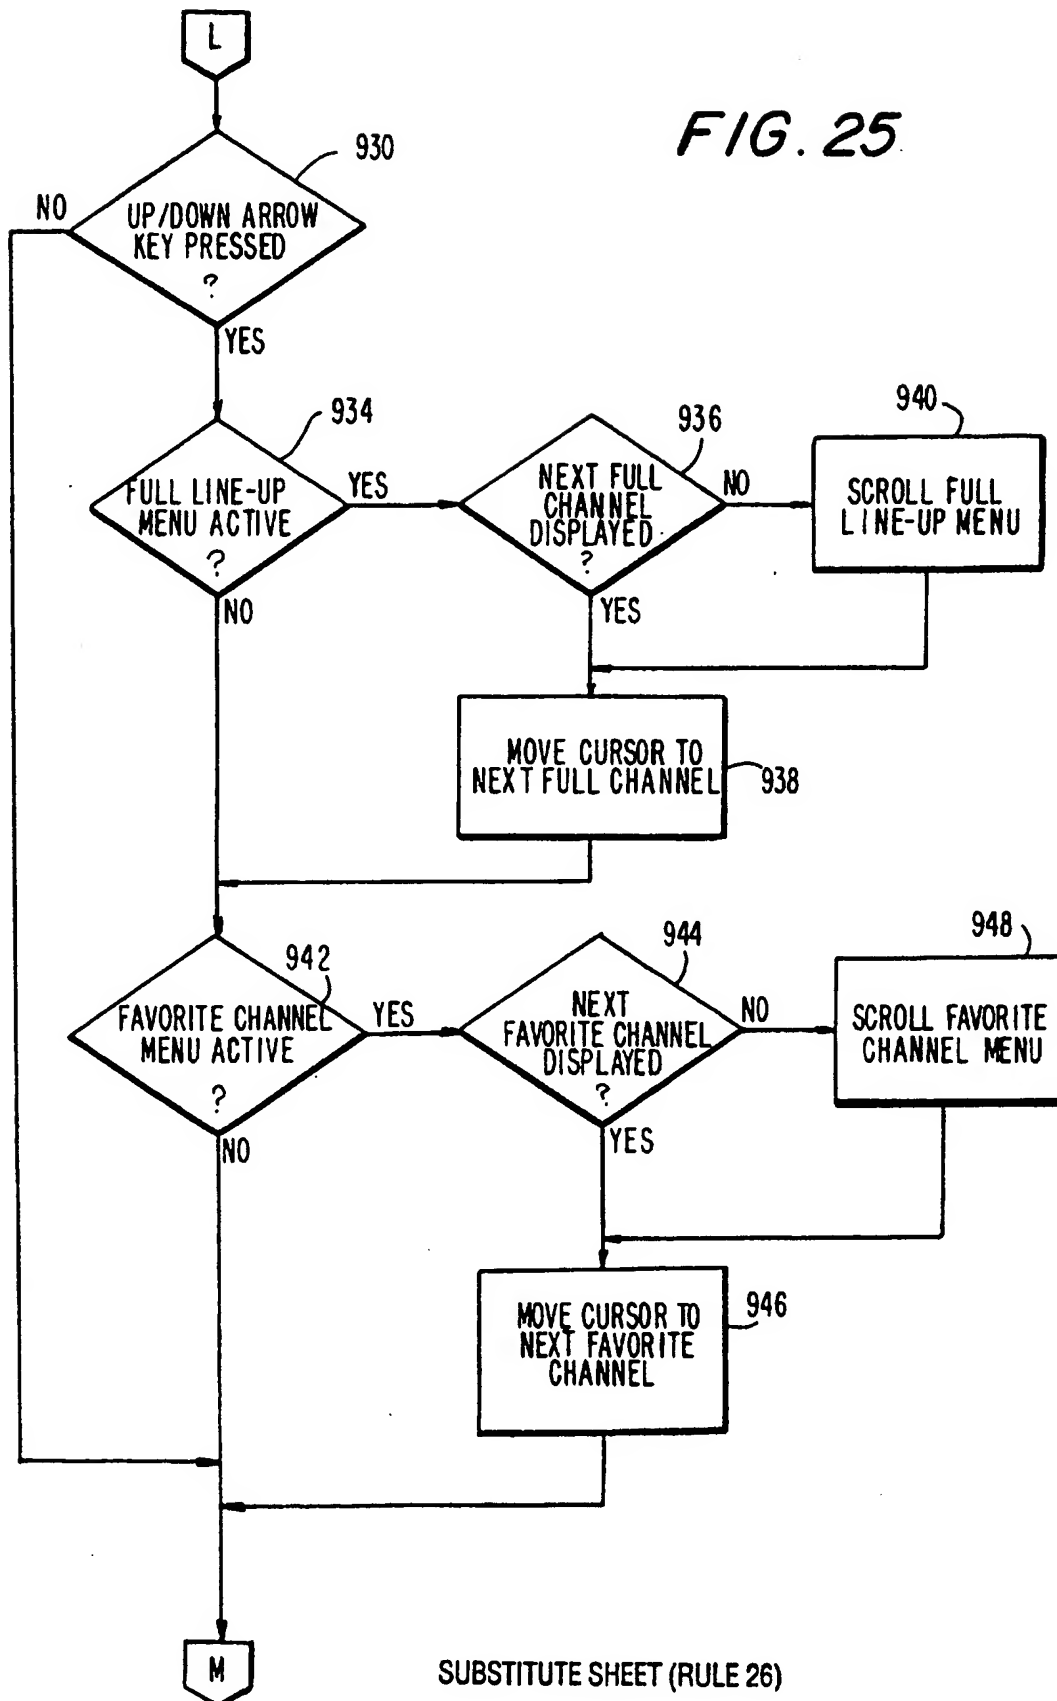 L
FIG. 25
930
NO
UP/DOWN ARROW
KEY PRESSED
?
YES
934
FULL LINE-UP
MENU ACTIVE
?
YES
NO
936
NEXT FULL
CHANNEL
DISPLAYED
?
NO
YES
940
SCROLL FULL
LINE-UP MENU
MOVE CURSOR TO
NEXT FULL CHANNEL
938
942
FAVORITE CHANNEL
MENU ACTIVE
?
YES
NO
944
NEXT
FAVORITE CHANNEL
DISPLAYED
?
NO
YES
948
SCROLL FAVORITE
CHANNEL MENU
MOVE CURSOR TO
NEXT FAVORITE
CHANNEL
946
M
SUBSTITUTE SHEET (RULE 26)